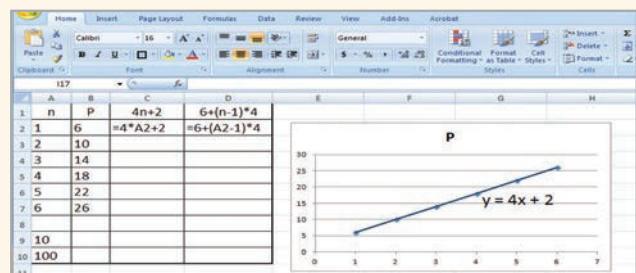 Home Insert Page Layout Formulas Data Review View Add-Ins Acrobat
Calibri 16 A A General Conditional Format Cell Insert Σ
Paste B I U A $ % , Formatting as Table Styles Delete
Format
Clipboard Font Alignment Number Styles Cells
I17 fx
A B C D E F G H
1 n P 4n+2 6+(n-1)*4
2 1 6 =4*A2+2 =6+(A2-1)*4
3 2 10
4 3 14
5 4 18
6 5 22
7 6 26
8
9 10
10 100
P
30
25
20
15
10
5
0
y = 4x + 2
0 1 2 3 4 5 6 7